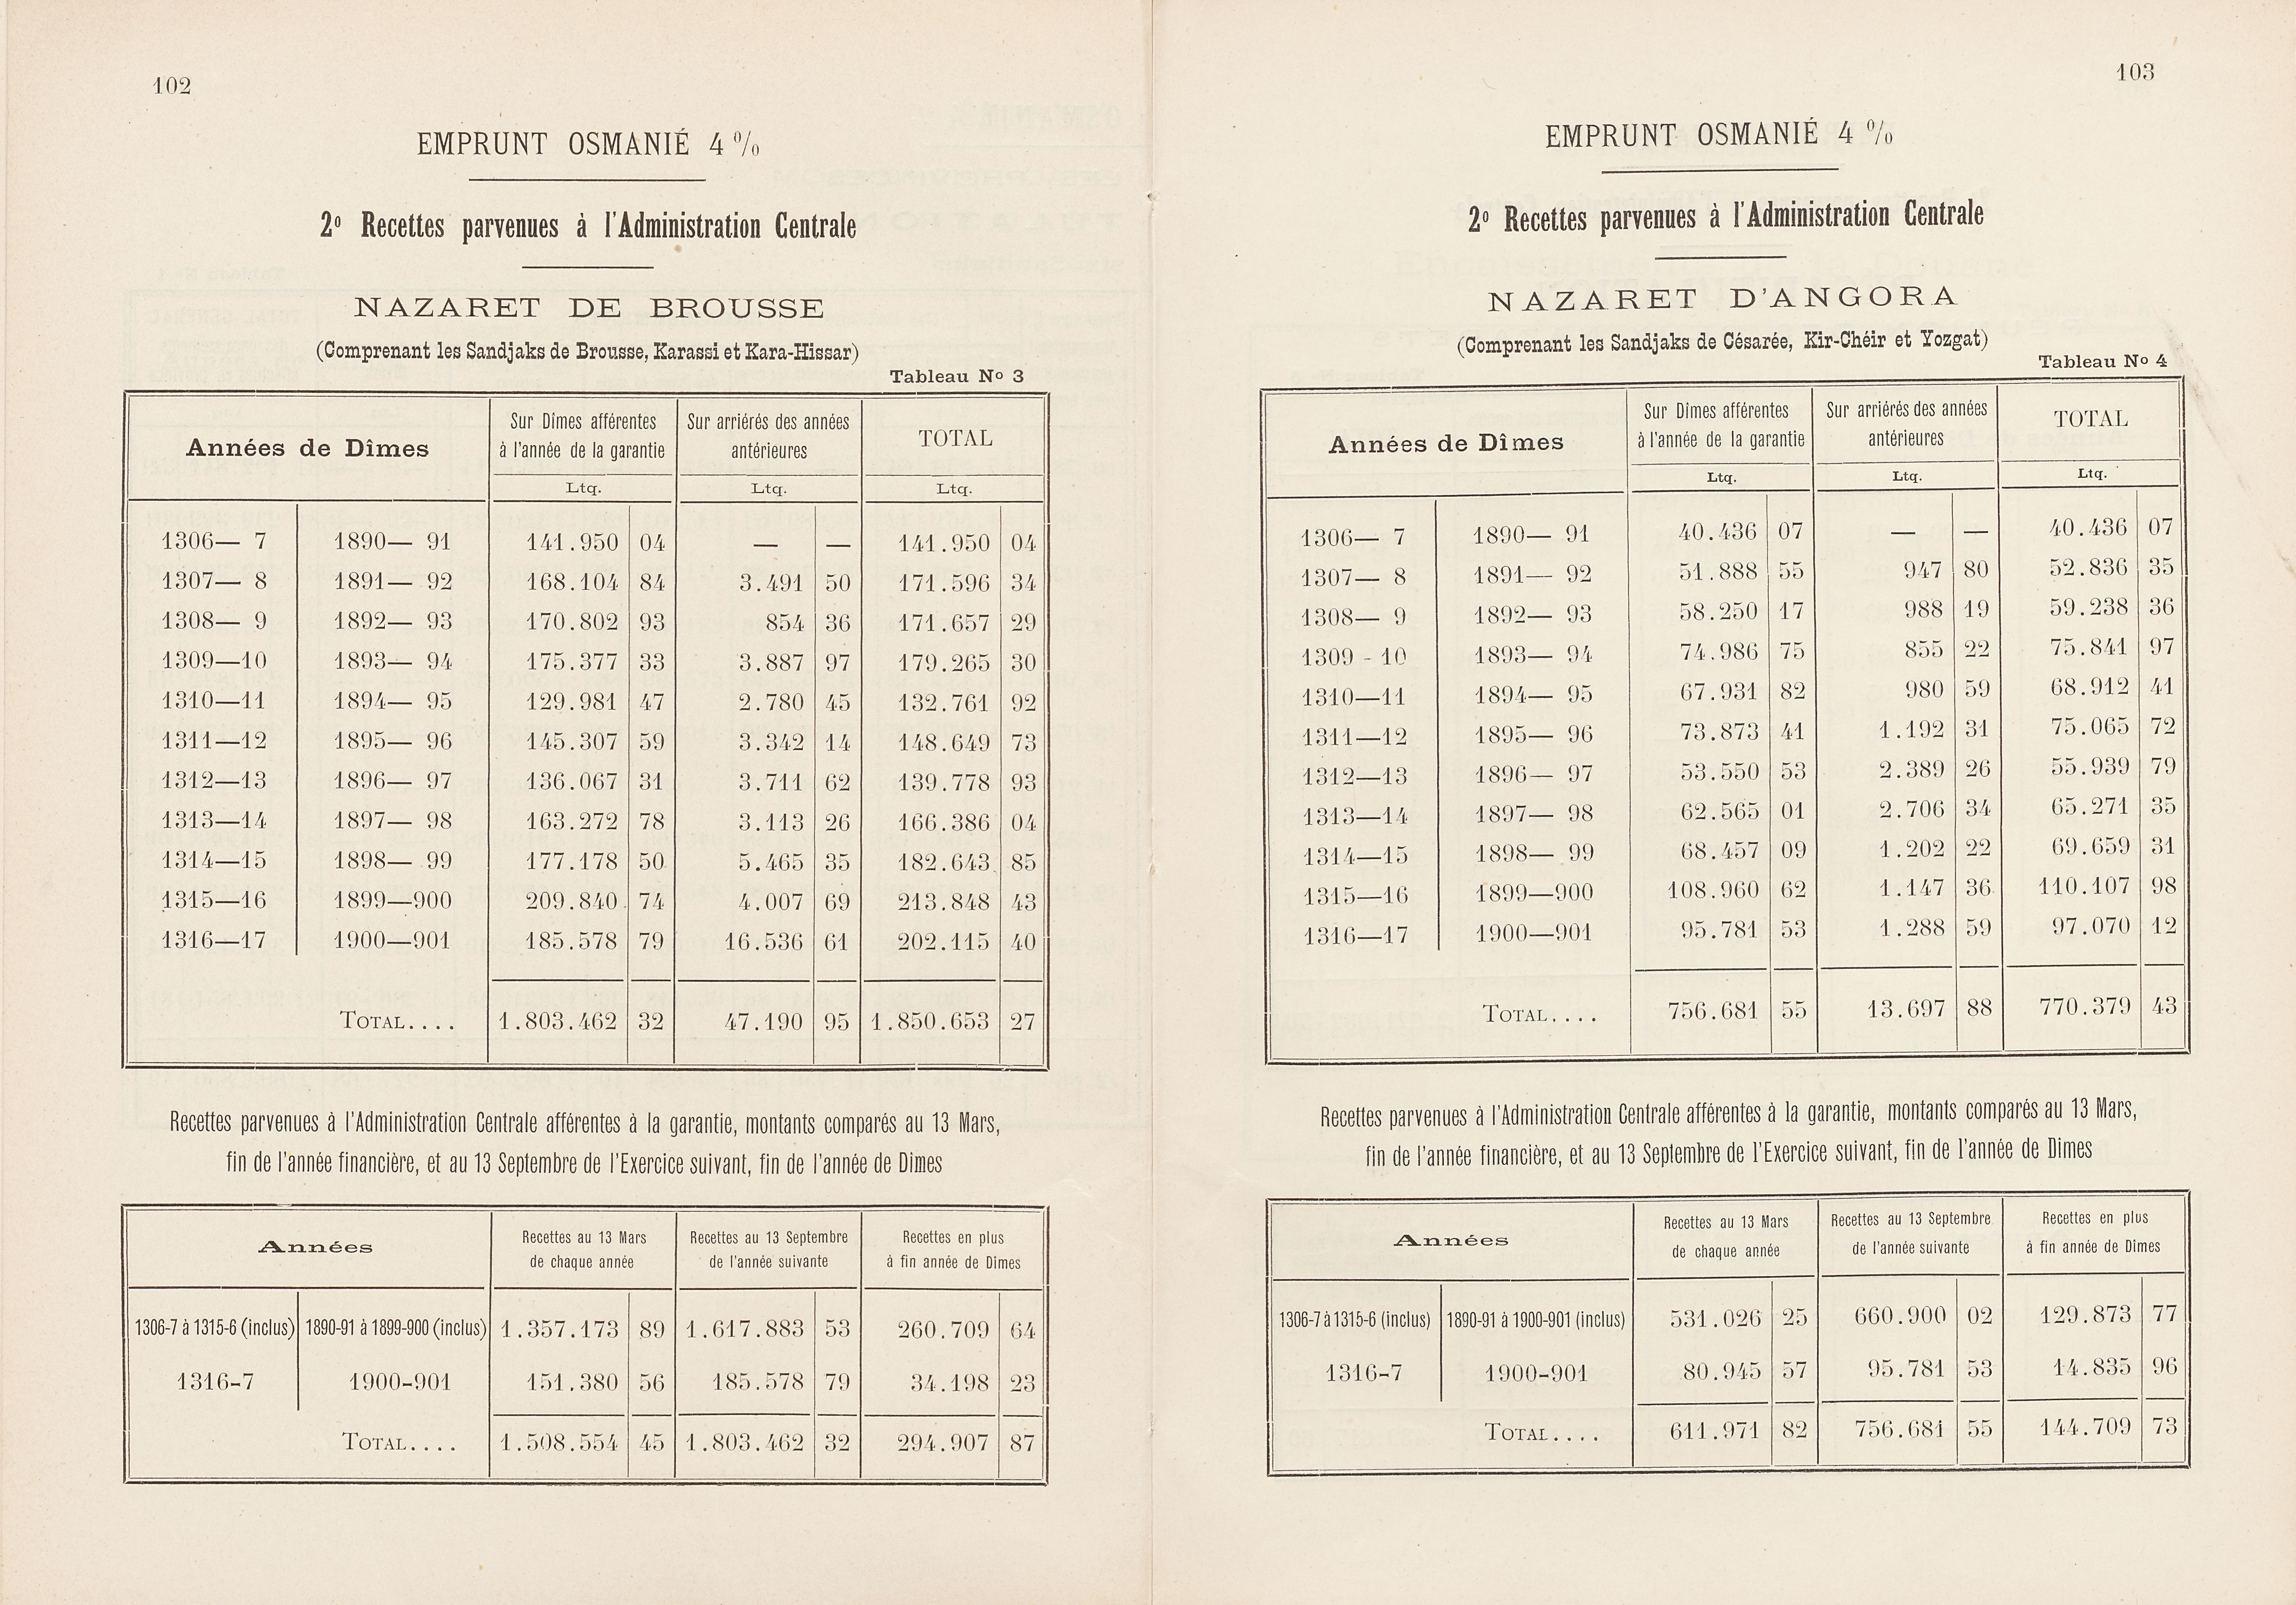 102
EMPRUNT OSMANIÉ 4 %
2º Recettes parvenues à l'Administration Centrale
NAZARET DE BROUSSE
(Comprenant les Sandjaks de Brousse, Karassi et Kara-Hissar)
Tableau Nº 3
Années de Dîmes | Sur Dîmes afférentes à l'année de la garantie | Sur arriérés des années antérieures | TOTAL
Ltq. | Ltq. | Ltq.
1306— 7 | 1890— 91 | 141.950 04 | — — | 141.950 04
1307— 8 | 1891— 92 | 168.104 84 | 3.491 50 | 171.596 34
1308— 9 | 1892— 93 | 170.802 93 | 854 36 | 171.657 29
1309—10 | 1893— 94 | 175.377 33 | 3.887 97 | 179.265 30
1310—11 | 1894— 95 | 129.981 47 | 2.780 45 | 132.761 92
1311—12 | 1895— 96 | 145.307 59 | 3.342 14 | 148.649 73
1312—13 | 1896— 97 | 136.067 31 | 3.711 62 | 139.778 93
1313—14 | 1897— 98 | 163.272 78 | 3.113 26 | 166.386 04
1314—15 | 1898— 99 | 177.178 50 | 5.465 35 | 182.643 85
1315—16 | 1899—900 | 209.840 74 | 4.007 69 | 213.848 43
1316—17 | 1900—901 | 185.578 79 | 16.536 61 | 202.115 40
TOTAL.... | 1.803.462 32 | 47.190 95 | 1.850.653 27
Recettes parvenues à l'Administration Centrale afférentes à la garantie, montants comparés au 13 Mars,
fin de l'année financière, et au 13 Septembre de l'Exercice suivant, fin de l'année de Dimes
Années | Recettes au 13 Mars de chaque année | Recettes au 13 Septembre de l'année suivante | Recettes en plus à fin année de Dimes
1306-7 à 1315-6 (inclus) | 1890-91 à 1899-900 (inclus) | 1.357.173 89 | 1.617.883 53 | 260.709 64
1316-7 | 1900-901 | 151.380 56 | 185.578 79 | 34.198 23
TOTAL.... | 1.508.554 45 | 1.803.462 32 | 294.907 87
103
EMPRUNT OSMANIÉ 4 %
2º Recettes parvenues à l'Administration Centrale
NAZARET D'ANGORA
(Comprenant les Sandjaks de Césarée, Kir-Chéir et Yozgat)
Tableau Nº 4
Années de Dîmes | Sur Dîmes afférentes à l'année de la garantie | Sur arriérés des années antérieures | TOTAL
Ltq. | Ltq. | Ltq.
1306— 7 | 1890— 91 | 40.436 07 | — — | 40.436 07
1307— 8 | 1891— 92 | 51.888 55 | 947 80 | 52.836 35
1308— 9 | 1892— 93 | 58.250 17 | 988 19 | 59.238 36
1309 - 10 | 1893— 94 | 74.986 75 | 855 22 | 75.841 97
1310—11 | 1894— 95 | 67.931 82 | 980 59 | 68.912 41
1311—12 | 1895— 96 | 73.873 41 | 1.192 31 | 75.065 72
1312—13 | 1896— 97 | 53.550 53 | 2.389 26 | 55.939 79
1313—14 | 1897— 98 | 62.565 01 | 2.706 34 | 65.271 35
1314—15 | 1898— 99 | 68.457 09 | 1.202 22 | 69.659 31
1315—16 | 1899—900 | 108.960 62 | 1.147 36 | 110.107 98
1316—17 | 1900—901 | 95.781 53 | 1.288 59 | 97.070 12
TOTAL.... | 756.681 55 | 13.697 88 | 770.379 43
Recettes parvenues à l'Administration Centrale afférentes à la garantie, montants comparés au 13 Mars,
fin de l'année financière, et au 13 Septembre de l'Exercice suivant, fin de l'année de Dimes
Années | Recettes au 13 Mars de chaque année | Recettes au 13 Septembre de l'année suivante | Recettes en plus à fin année de Dimes
1306-7 à 1315-6 (inclus) | 1890-91 à 1900-901 (inclus) | 531.026 25 | 660.900 02 | 129.873 77
1316-7 | 1900-901 | 80.945 57 | 95.781 53 | 14.835 96
TOTAL.... | 611.971 82 | 756.681 55 | 144.709 73